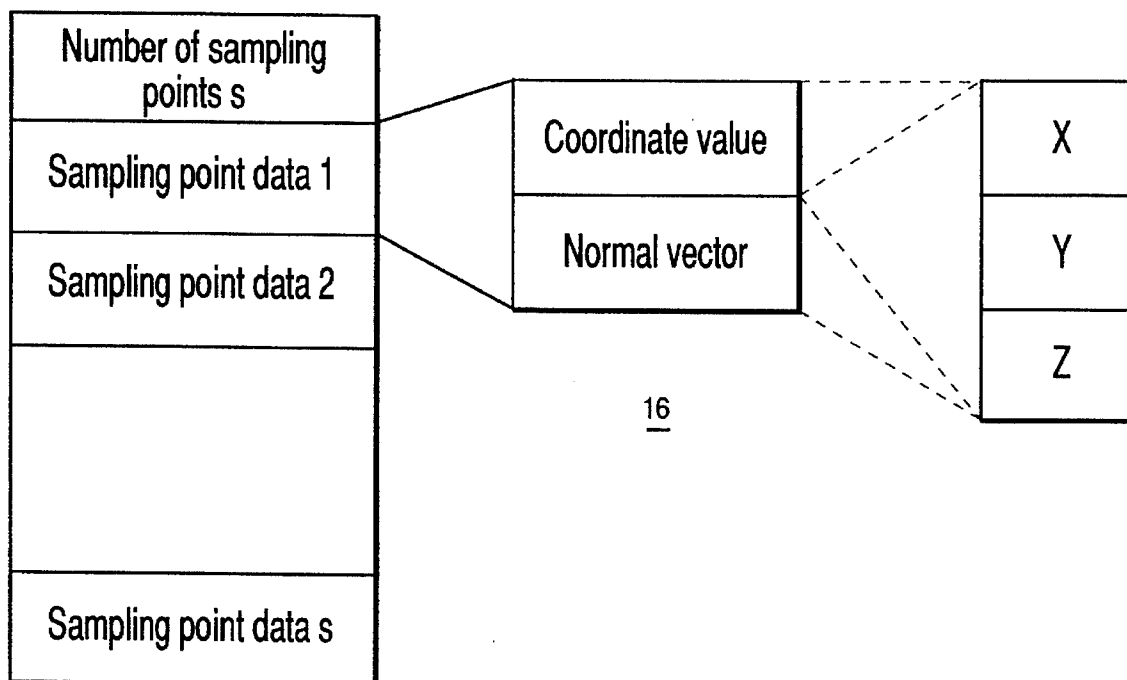 Number of sampling
points s
Sampling point data 1
Sampling point data 2
Sampling point data s
Coordinate value
Normal vector
16
X
Y
Z